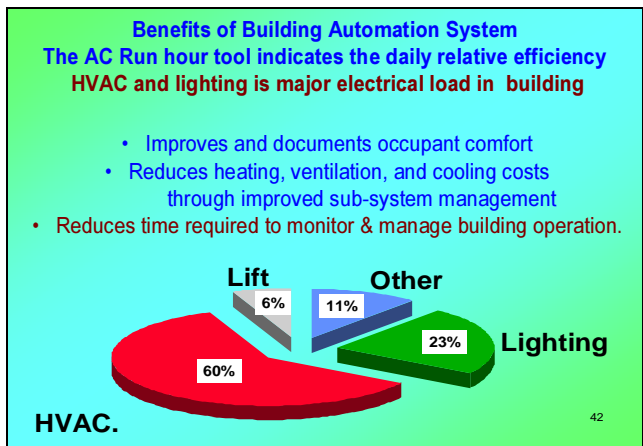 Benefits of Building Automation System
The AC Run hour tool indicates the daily relative efficiency
HVAC and lighting is major electrical load in building
• Improves and documents occupant comfort
• Reduces heating, ventilation, and cooling costs
through improved sub-system management
• Reduces time required to monitor & manage building operation.
Lift
Other
6%
11%
23%
Lighting
60%
HVAC.
42